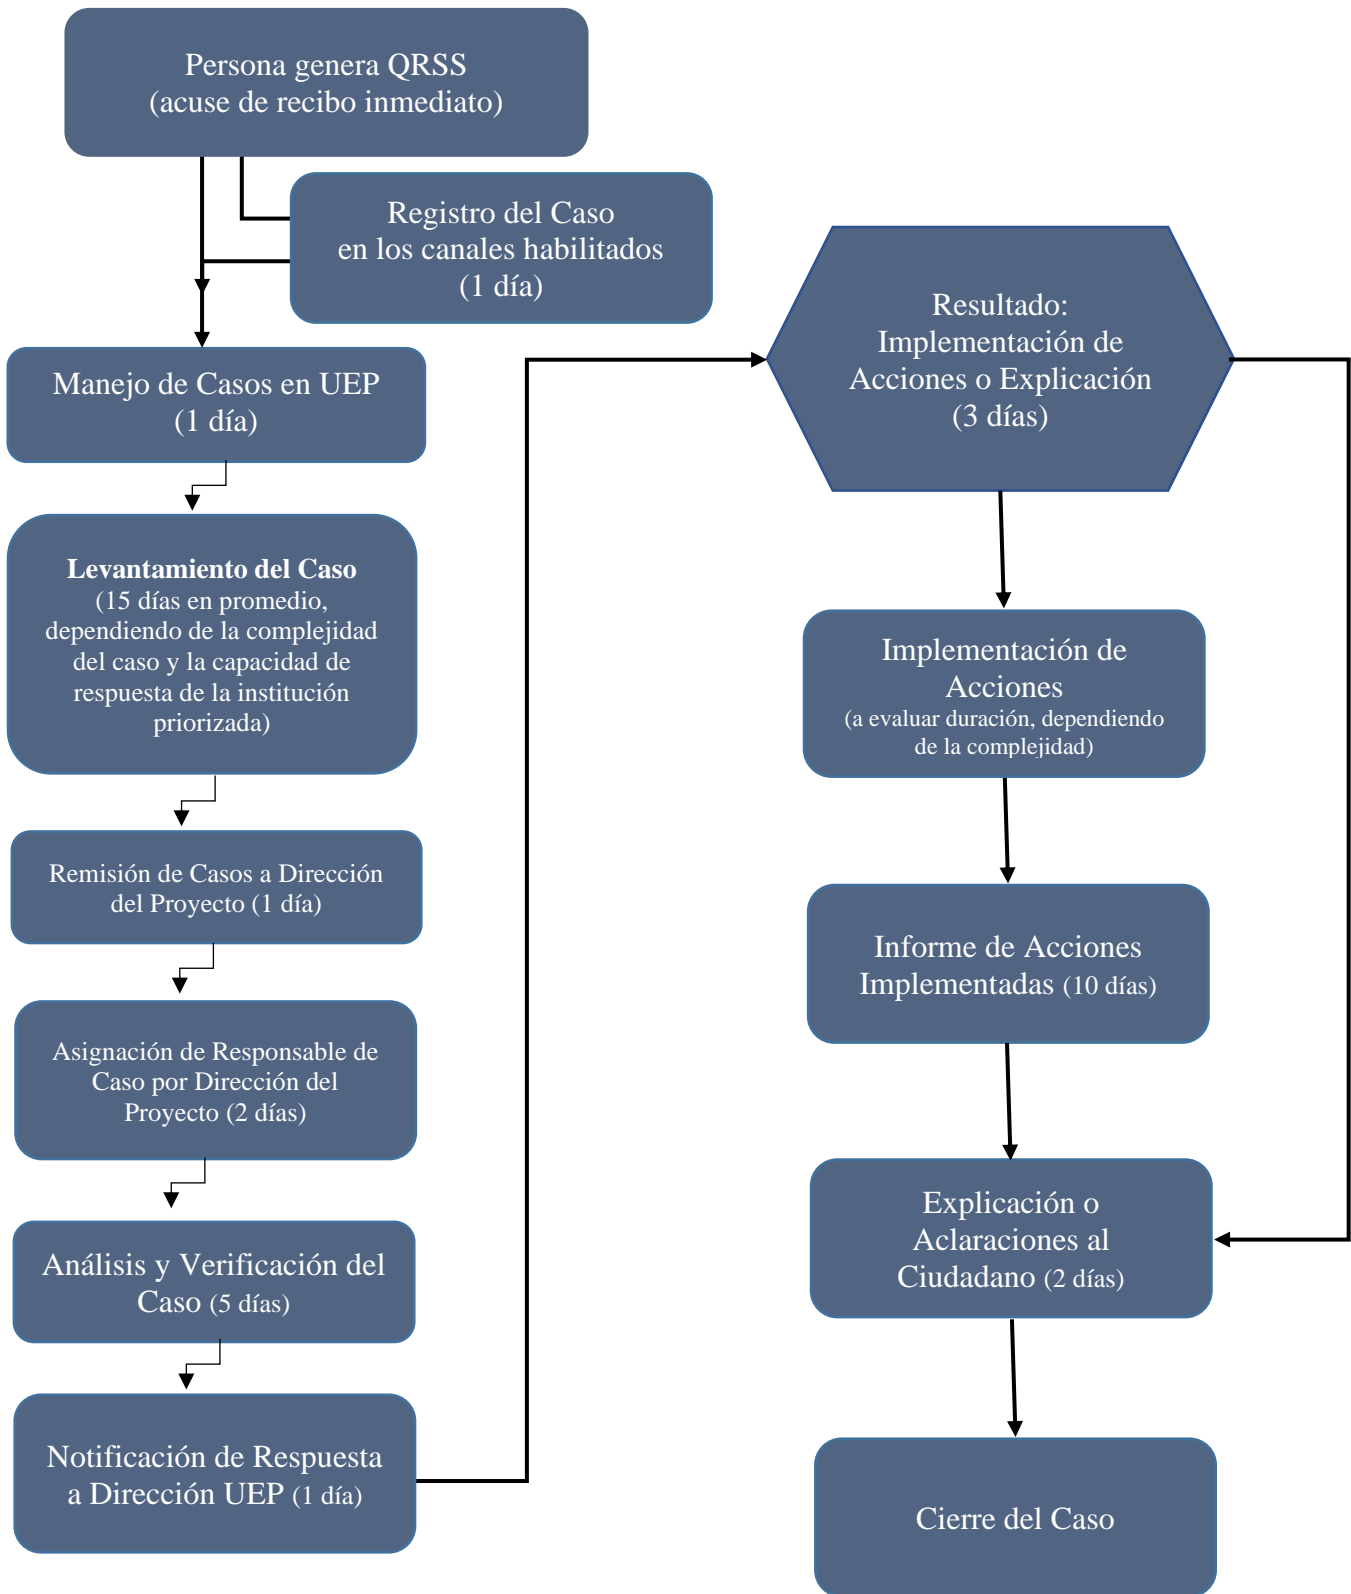 Persona genera QRSS
(acuse de recibo inmediato)
Registro del Caso
en los canales habilitados
(1 día)
Manejo de Casos en UEP
(1 día)
Levantamiento del Caso
(15 días en promedio,
dependiendo de la complejidad
del caso y la capacidad de
respuesta de la institución
priorizada)
Remisión de Casos a Dirección
del Proyecto (1 día)
Asignación de Responsable de
Caso por Dirección del
Proyecto (2 días)
Análisis y Verificación del
Caso (5 días)
Notificación de Respuesta
a Dirección UEP (1 día)
Resultado:
Implementación de
Acciones o Explicación
(3 días)
Implementación de
Acciones
(a evaluar duración, dependiendo
de la complejidad)
Informe de Acciones
Implementadas (10 días)
Explicación o
Aclaraciones al
Ciudadano (2 días)
Cierre del Caso